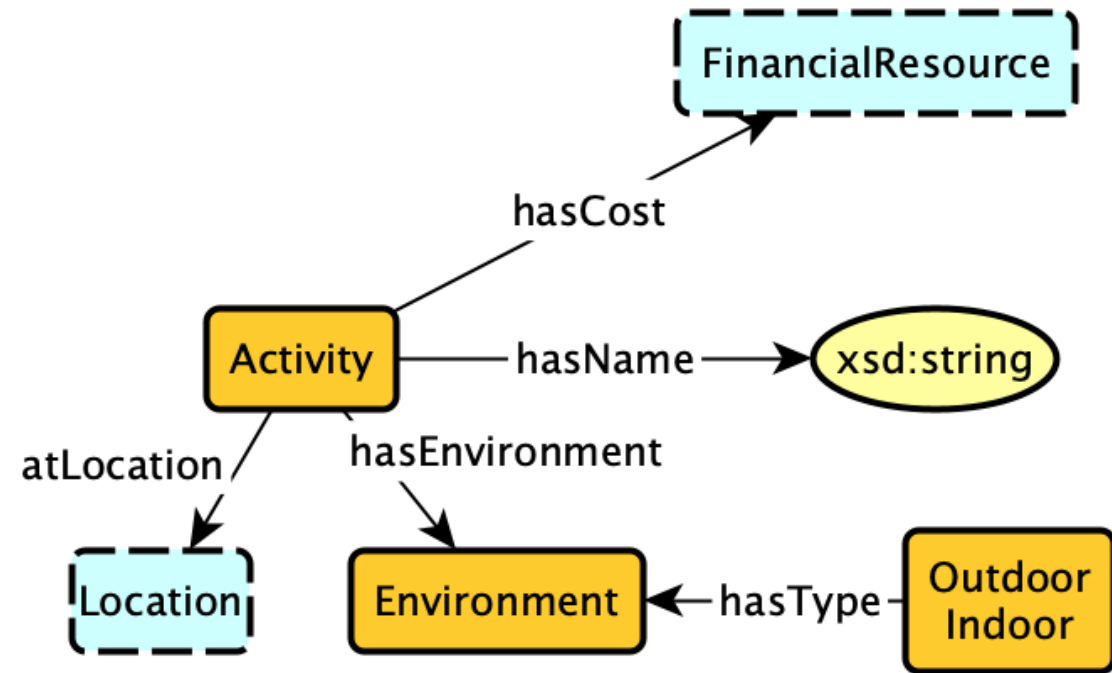 FinancialResource
hasCost
Activity
hasName
xsd:string
atLocation
hasEnvironment
Location
Environment
hasType
Outdoor
Indoor